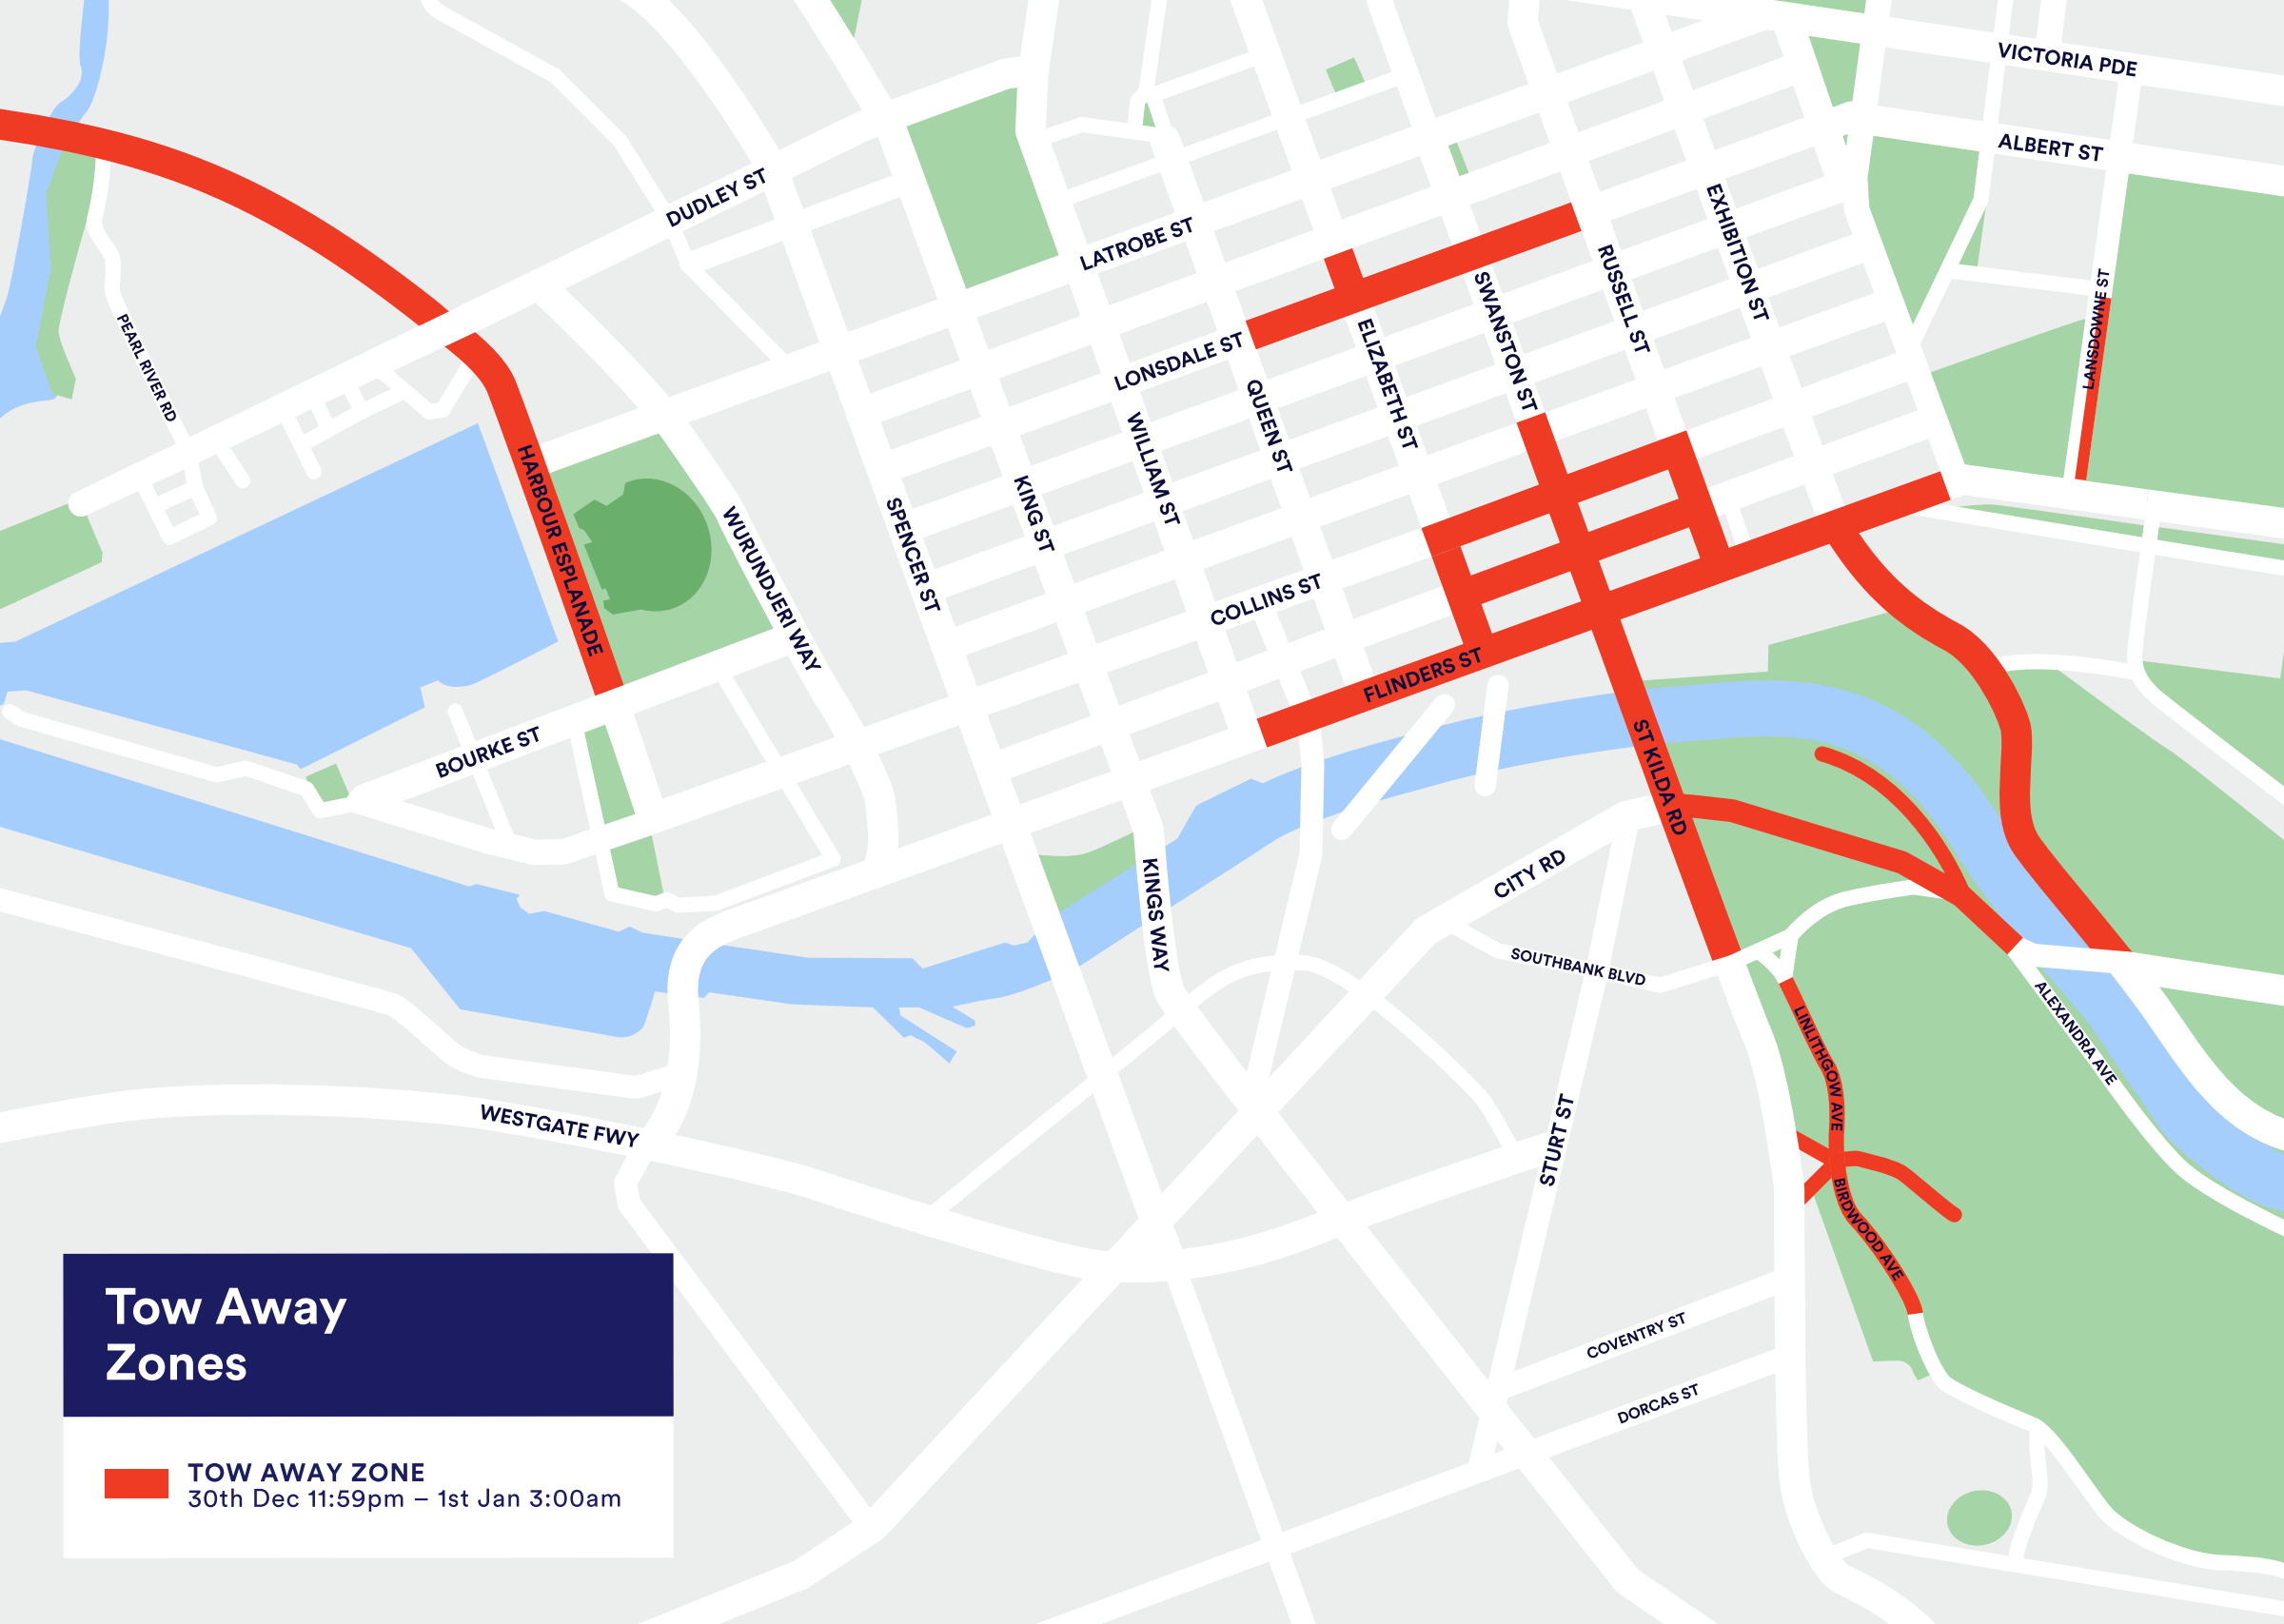 VICTORIA PDE
ALBERT ST
DUDLEY ST
EXHIBITION ST
LATROBE ST
RUSSELL ST
LANSDOWNE ST
SWANSTON ST
PEARL RIVER RD
LONSDALE ST
ELIZABETH ST
QUEEN ST
WILLIAM ST
HARBOUR ESPLANADE
KING ST
SPENCER ST
WURUNDJERI WAY
COLLINS ST
FLINDERS ST
BOURKE ST
ST KILDA RD
KINGS WAY
CITY RD
SOUTHBANK BLVD
ALEXANDRA AVE
LINLITHGOW AVE
WESTGATE FWY
STURT ST
BIRDWOOD AVE
COVENTRY ST
DORCAS ST
Tow Away
Zones
TOW AWAY ZONE
30th Dec 11:59pm – 1st Jan 3:00am